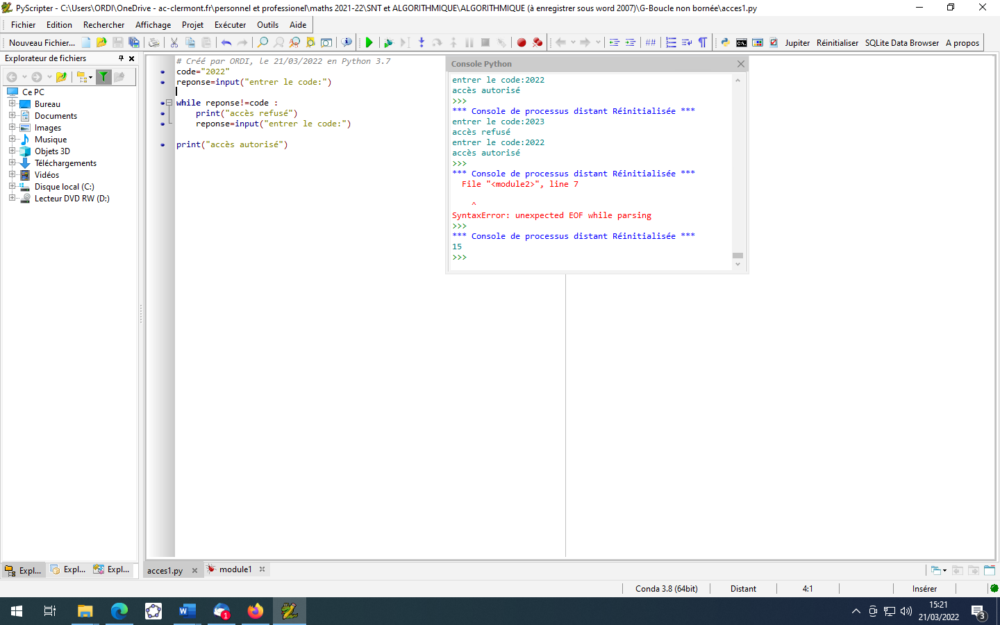 PyScripter - C:\Users\ORDI\OneDrive - ac-clermont.fr\personnel et professionel\maths 2021-22\SNT et ALGORITHMIQUE\ALGORITHMIQUE (à enregistrer sous word 2007)\G-Boucle non bornée\acces1.py
Fichier Edition Rechercher Affichage Projet Exécuter Outils Aide
Nouveau Fichier... ## Jupiter Réinitialiser SQLite Data Browser A propos
Explorateur de fichiers
Ce PC
Bureau
Documents
Images
Musique
Objets 3D
Téléchargements
Vidéos
Disque local (C:)
Lecteur DVD RW (D:)
Expl... Expl... Expl...
# Créé par ORDI, le 21/03/2022 en Python 3.7
code="2022"
reponse=input("entrer le code:")
while reponse!=code :
print("accès refusé")
reponse=input("entrer le code:")
print("accès autorisé")
Console Python
entrer le code:2022
accès autorisé
>>>
*** Console de processus distant Réinitialisée ***
entrer le code:2023
accès refusé
entrer le code:2022
accès autorisé
>>>
*** Console de processus distant Réinitialisée ***
File "<module2>", line 7
^
SyntaxError: unexpected EOF while parsing
>>>
*** Console de processus distant Réinitialisée ***
15
>>>
acces1.py module1
Conda 3.8 (64bit) Distant 4:1 Insérer
1
15:21
21/03/2022
3